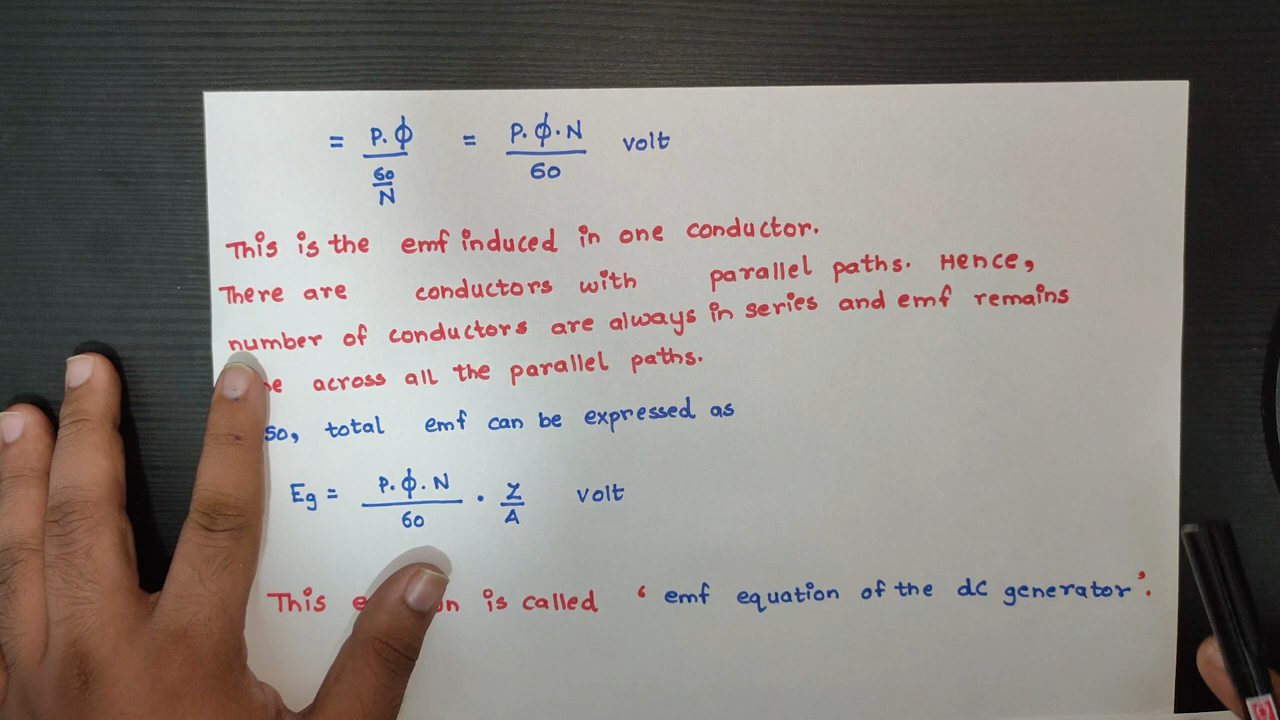 = P.ϕ / (60/N) = P.ϕ.N / 60 volt
This is the emf induced in one conductor.
There are conductors with parallel paths. Hence,
number of conductors are always in series and emf remains
across all the parallel paths.
so, total emf can be expressed as
Eg = P.ϕ.N / 60 . Z / A volt
This is called ‘ emf equation of the dc generator’.